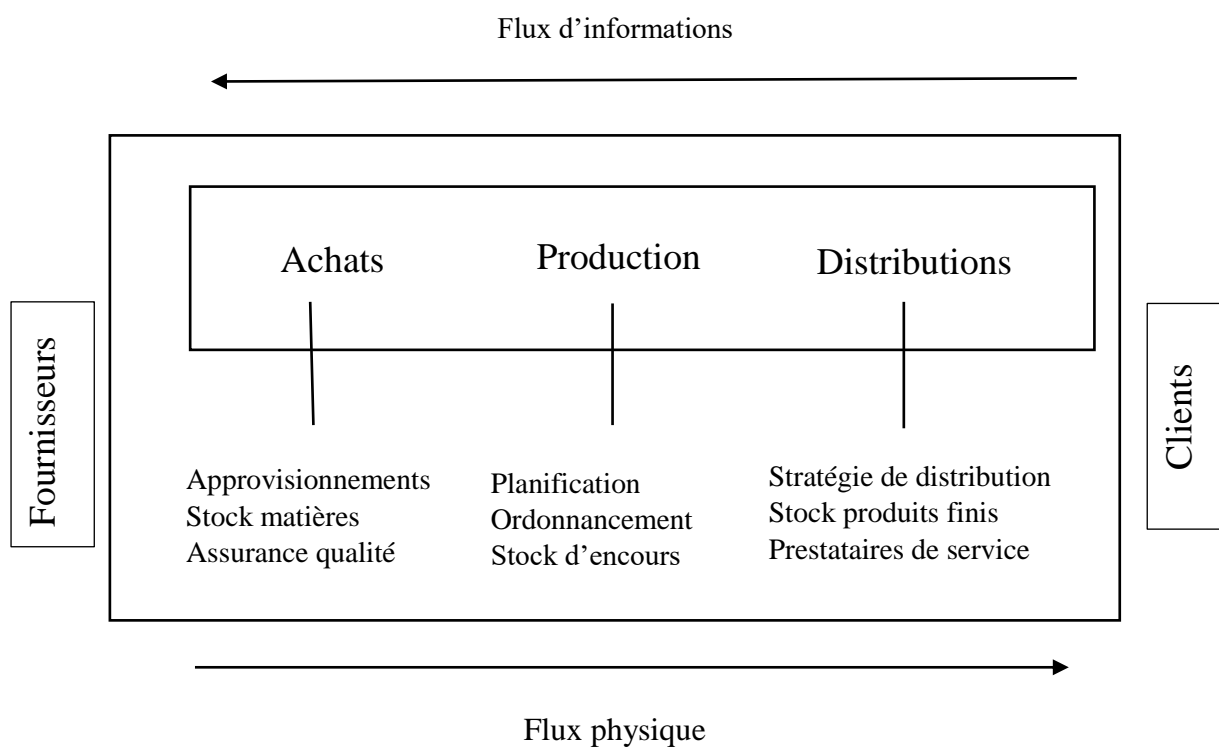 Flux d’informations
Achats
Production
Distributions
Fournisseurs
Clients
Approvisionnements
Stock matières
Assurance qualité
Planification
Ordonnancement
Stock d’encours
Stratégie de distribution
Stock produits finis
Prestataires de service
Flux physique